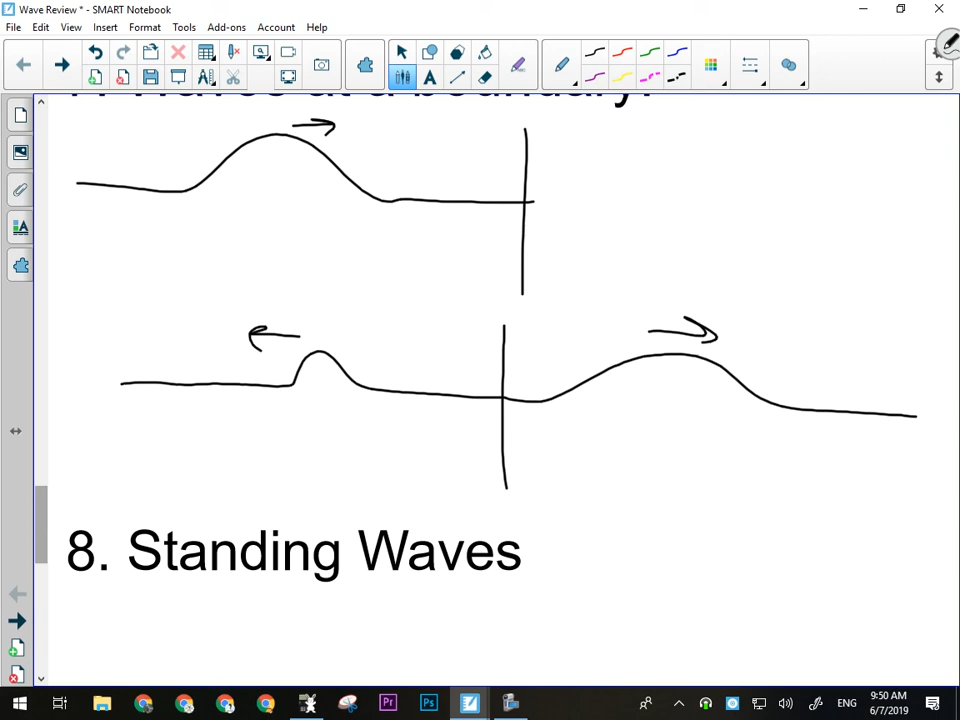 Wave Review * - SMART Notebook
File Edit View Insert Format Tools Add-ons Account Help
8. Standing Waves
ENG
9:50 AM
6/7/2019